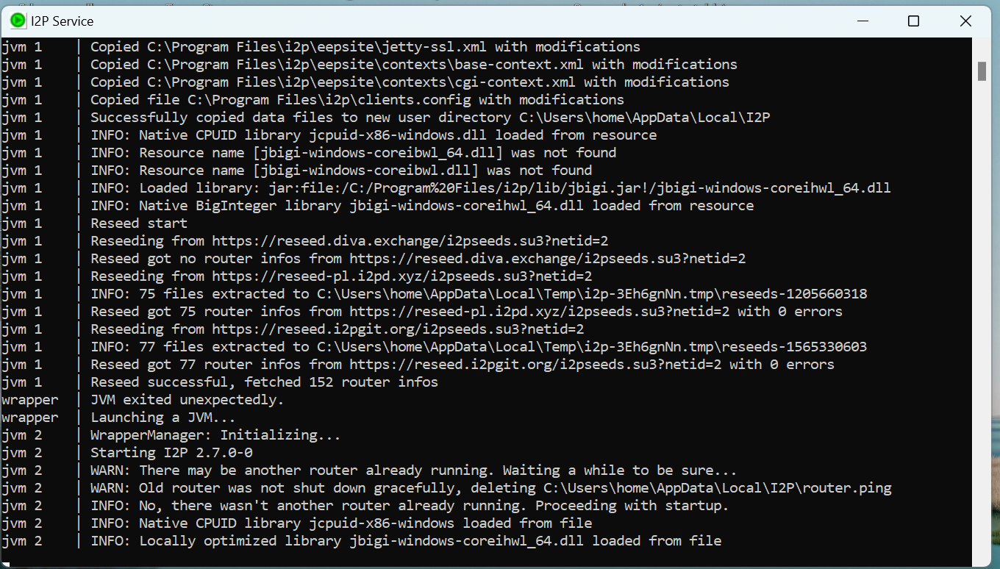 I2P Service
jvm 1    | Copied C:\Program Files\i2p\eepsite\jetty-ssl.xml with modifications
jvm 1    | Copied C:\Program Files\i2p\eepsite\contexts\base-context.xml with modifications
jvm 1    | Copied C:\Program Files\i2p\eepsite\contexts\cgi-context.xml with modifications
jvm 1    | Copied file C:\Program Files\i2p\clients.config with modifications
jvm 1    | Successfully copied data files to new user directory C:\Users\home\AppData\Local\I2P
jvm 1    | INFO: Native CPUID library jcpuid-x86-windows.dll loaded from resource
jvm 1    | INFO: Resource name [jbigi-windows-coreibwl_64.dll] was not found
jvm 1    | INFO: Resource name [jbigi-windows-coreibwl.dll] was not found
jvm 1    | INFO: Loaded library: jar:file:/C:/Program%20Files/i2p/lib/jbigi.jar!/jbigi-windows-coreihwl_64.dll
jvm 1    | INFO: Native BigInteger library jbigi-windows-coreihwl_64.dll loaded from resource
jvm 1    | Reseed start
jvm 1    | Reseeding from https://reseed.diva.exchange/i2pseeds.su3?netid=2
jvm 1    | Reseed got no router infos from https://reseed.diva.exchange/i2pseeds.su3?netid=2
jvm 1    | Reseeding from https://reseed-pl.i2pd.xyz/i2pseeds.su3?netid=2
jvm 1    | INFO: 75 files extracted to C:\Users\home\AppData\Local\Temp\i2p-3Eh6gnNn.tmp\reseeds-1205660318
jvm 1    | Reseed got 75 router infos from https://reseed-pl.i2pd.xyz/i2pseeds.su3?netid=2 with 0 errors
jvm 1    | Reseeding from https://reseed.i2pgit.org/i2pseeds.su3?netid=2
jvm 1    | INFO: 77 files extracted to C:\Users\home\AppData\Local\Temp\i2p-3Eh6gnNn.tmp\reseeds-1565330603
jvm 1    | Reseed got 77 router infos from https://reseed.i2pgit.org/i2pseeds.su3?netid=2 with 0 errors
jvm 1    | Reseed successful, fetched 152 router infos
wrapper  | JVM exited unexpectedly.
wrapper  | Launching a JVM...
jvm 2    | WrapperManager: Initializing...
jvm 2    | Starting I2P 2.7.0-0
jvm 2    | WARN: There may be another router already running. Waiting a while to be sure...
jvm 2    | WARN: Old router was not shut down gracefully, deleting C:\Users\home\AppData\Local\I2P\router.ping
jvm 2    | INFO: No, there wasn't another router already running. Proceeding with startup.
jvm 2    | INFO: Native CPUID library jcpuid-x86-windows loaded from file
jvm 2    | INFO: Locally optimized library jbigi-windows-coreihwl_64.dll loaded from file